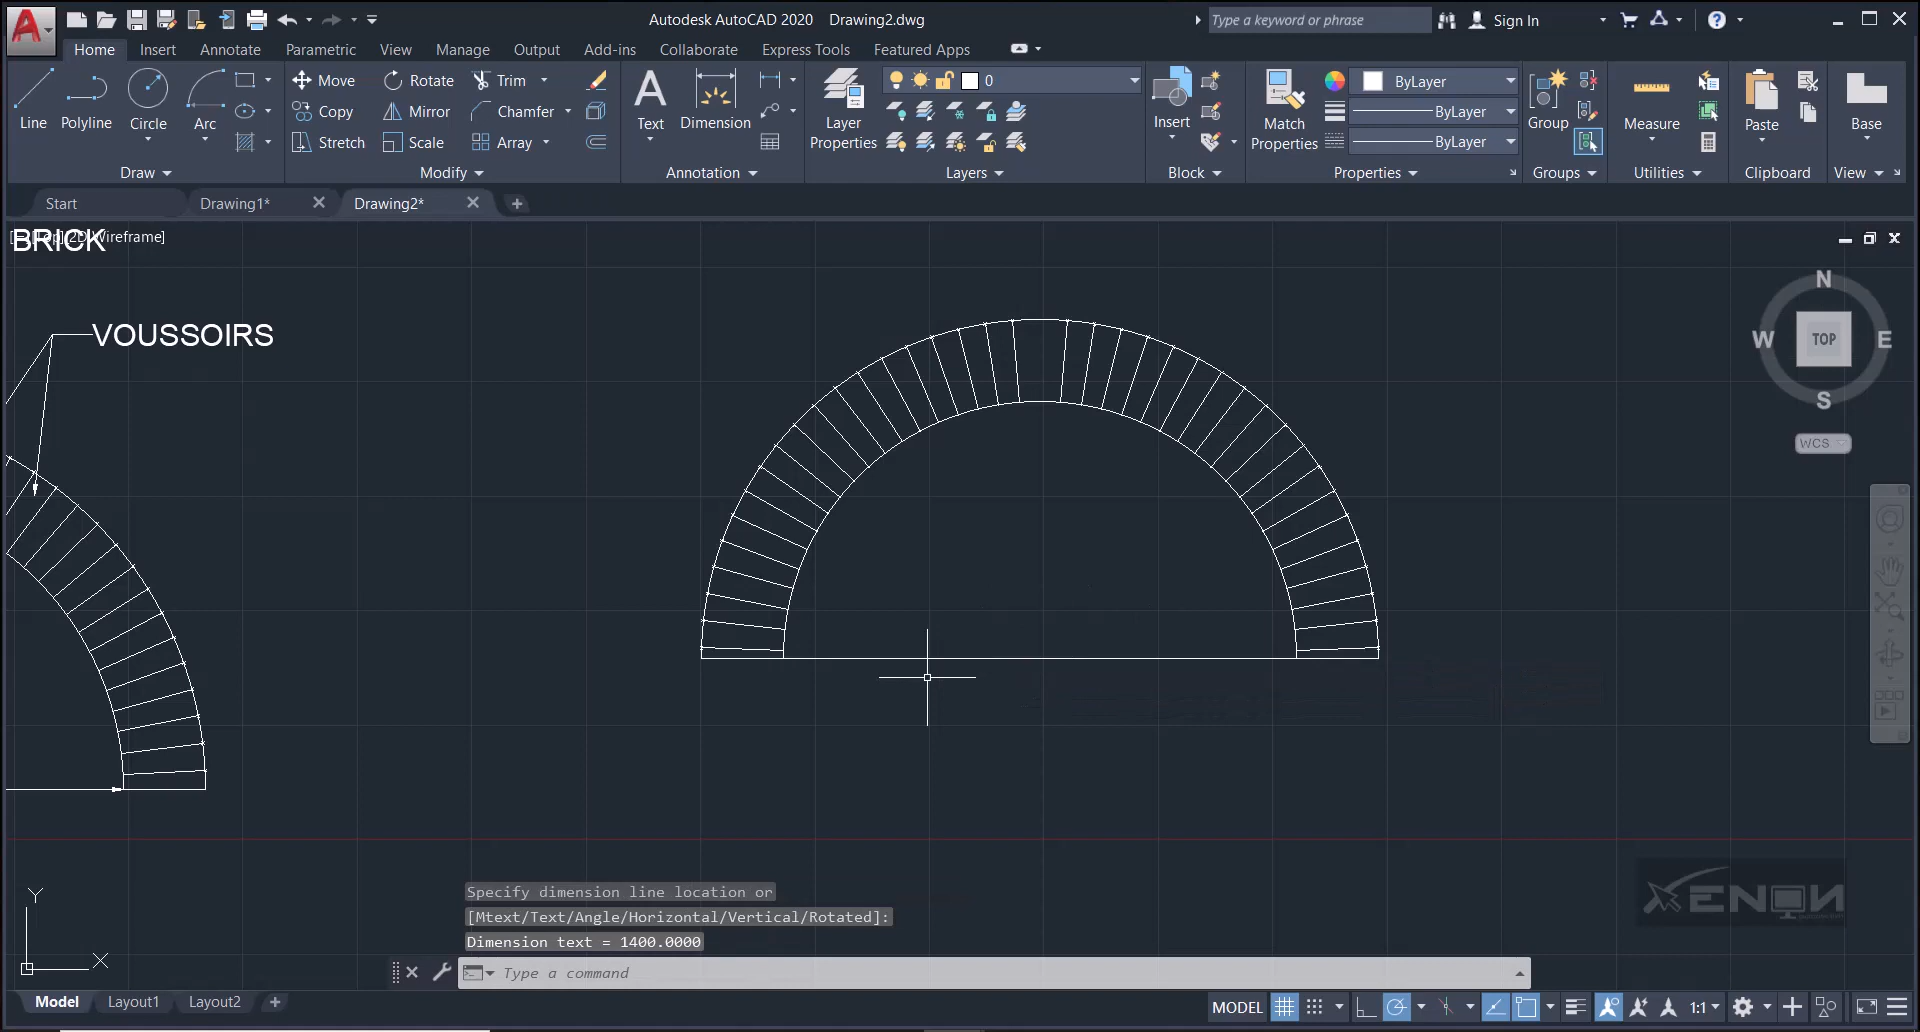 Autodesk AutoCAD 2020 Drawing2.dwg
Type a keyword or phrase
Sign In
Home Insert Annotate Parametric View Manage Output Add-ins Collaborate Express Tools Featured Apps
Line Polyline Circle Arc
Move Rotate Trim
Copy Mirror Chamfer
Stretch Scale Array
Text Dimension
Layer Properties
0
Insert
Match Properties
ByLayer
ByLayer
ByLayer
Group Measure Paste Base
Draw Modify Annotation Layers Block Properties Groups Utilities Clipboard View
Start Drawing1* Drawing2*
BRICK
Wireframe]
VOUSSOIRS
N
W TOP E
S
WCS
Specify dimension line location or
[Mtext/Text/Angle/Horizontal/Vertical/Rotated]:
Dimension text = 1400.0000
Type a command
Y
X
XENON
Model Layout1 Layout2
MODEL 1:1